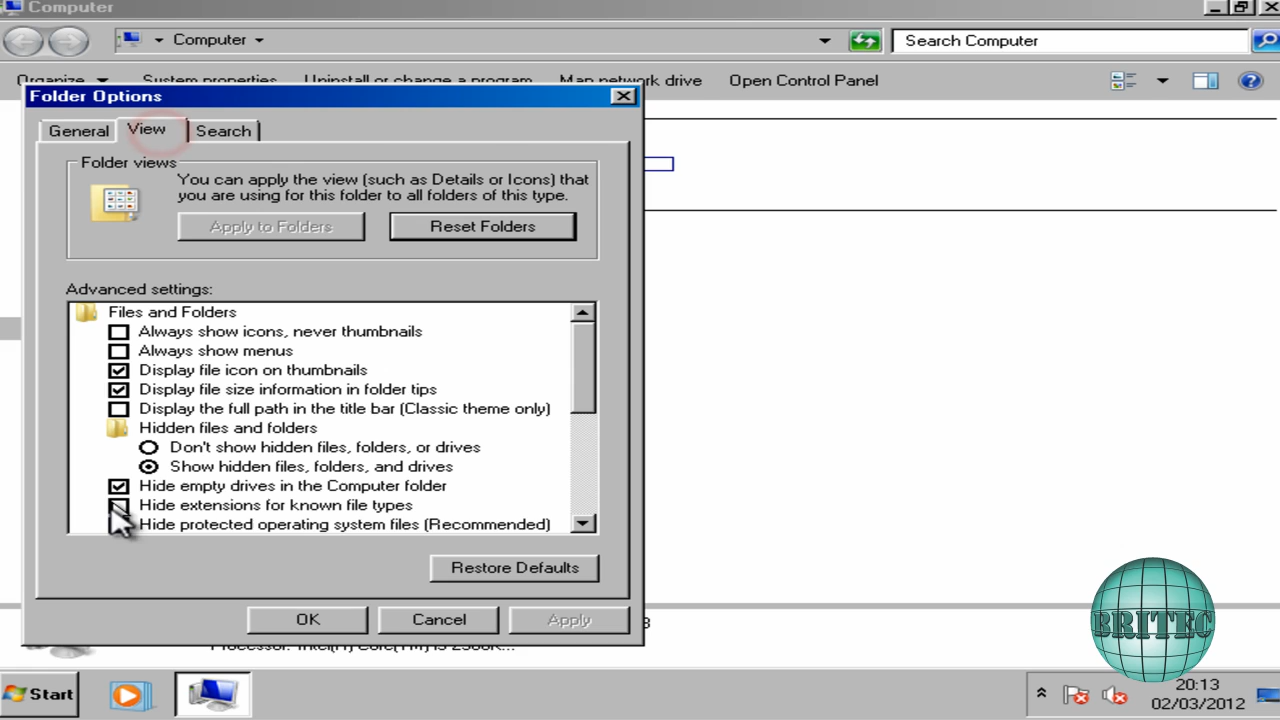 Computer
Computer
Search Computer
Organize
System properties
Uninstall or change a program
Map network drive
Open Control Panel
Folder Options
General
View
Search
Folder views
You can apply the view (such as Details or Icons) that
you are using for this folder to all folders of this type.
Apply to Folders
Reset Folders
Advanced settings:
Files and Folders
Always show icons, never thumbnails
Always show menus
Display file icon on thumbnails
Display file size information in folder tips
Display the full path in the title bar (Classic theme only)
Hidden files and folders
Don't show hidden files, folders, or drives
Show hidden files, folders, and drives
Hide empty drives in the Computer folder
Hide extensions for known file types
Hide protected operating system files (Recommended)
Restore Defaults
OK
Cancel
Apply
Processor: Intel(R) Core(TM) i5-2500K...
BRITEC
Start
20:13
02/03/2012